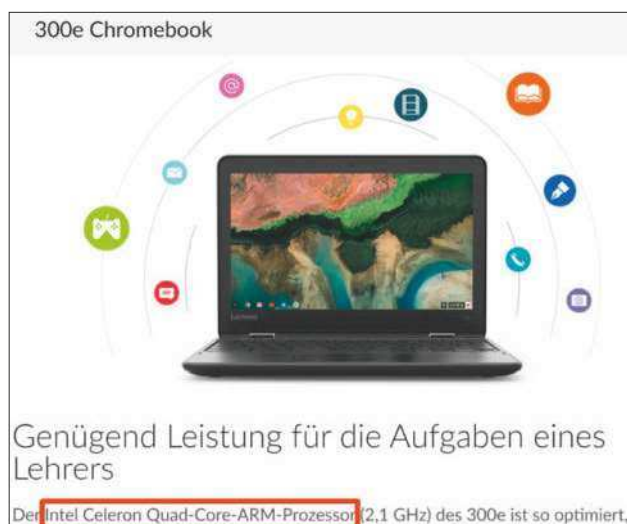 300e Chromebook
Lenovo
Genügend Leistung für die Aufgaben eines
Lehrers
Der Intel Celeron Quad-Core-ARM-Prozessor (2,1 GHz) des 300e ist so optimiert,